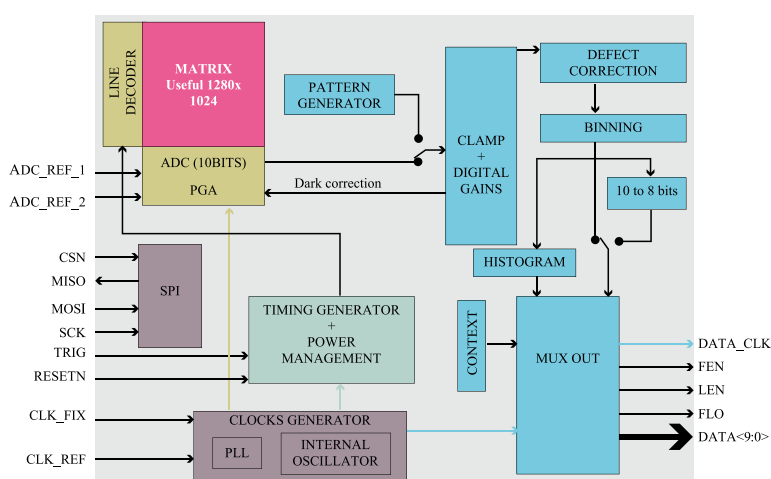 LINE
DECODER
MATRIX
Useful 1280x
1024
PATTERN
GENERATOR
DEFECT
CORRECTION
BINNING
CLAMP
+
DIGITAL
GAINS
ADC (10BITS)
PGA
Dark correction
10 to 8 bits
ADC_REF_1
ADC_REF_2
CSN
MISO
MOSI
SCK
TRIG
RESETN
CLK_FIX
CLK_REF
SPI
HISTOGRAM
TIMING GENERATOR
+
POWER
MANAGEMENT
CONTEXT
MUX OUT
CLOCKS GENERATOR
PLL
INTERNAL
OSCILLATOR
DATA_CLK
FEN
LEN
FLO
DATA<9:0>